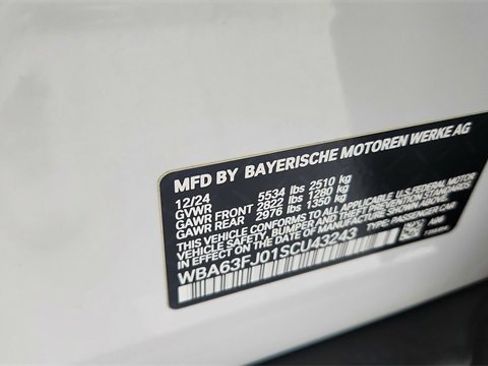 MFD BY BAYERISCHE MOTOREN WERKE AG
12/24
GVWR 5534 lbs 2510 kg
GAWR FRONT 2822 lbs 1280 kg
GAWR REAR 2976 lbs 1350 kg
THIS VEHICLE CONFORMS TO ALL APPLICABLE U.S. FEDERAL MOTOR
VEHICLE SAFETY, BUMPER, AND THEFT PREVENTION STANDARDS
IN EFFECT ON THE DATE OF MANUFACTURE SHOWN ABOVE.
WBA63FJ01SCU43243 TYPE: PASSENGER CAR